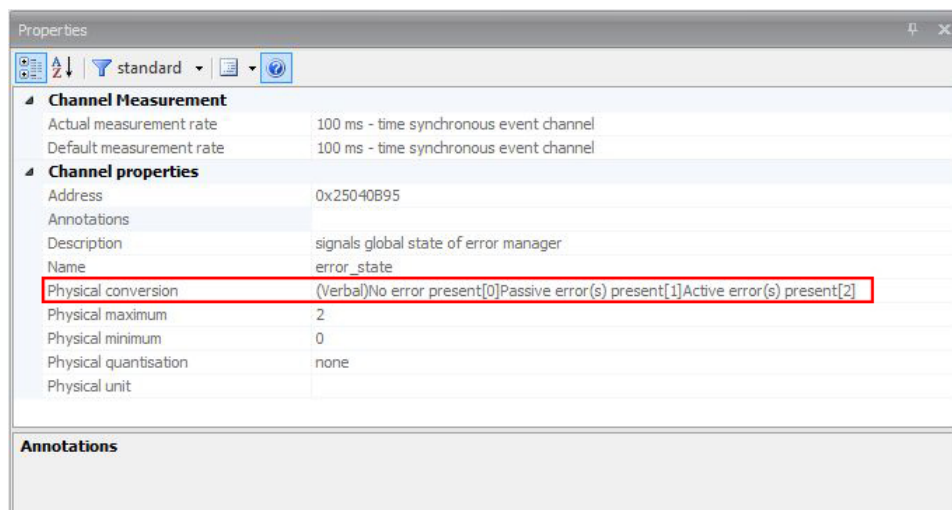 Properties
standard
Channel Measurement
Actual measurement rate 100 ms - time synchronous event channel
Default measurement rate 100 ms - time synchronous event channel
Channel properties
Address 0x25040B95
Annotations
Description signals global state of error manager
Name error_state
Physical conversion (Verbal)No error present[0]Passive error(s) present[1]Active error(s) present[2]
Physical maximum 2
Physical minimum 0
Physical quantisation none
Physical unit
Annotations